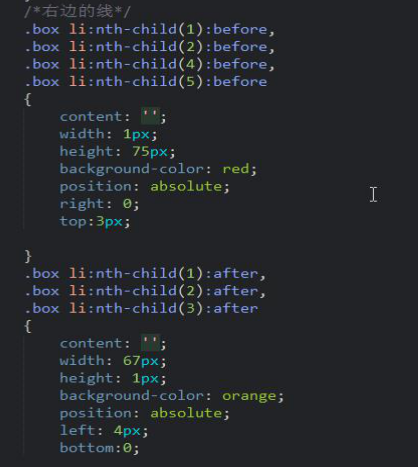 /*右边的线*/
.box li:nth-child(1):before,
.box li:nth-child(2):before,
.box li:nth-child(4):before,
.box li:nth-child(5):before
{
content: '';
width: 1px;
height: 75px;
background-color: red;
position: absolute;
right: 0;
top:3px;
}
.box li:nth-child(1):after,
.box li:nth-child(2):after,
.box li:nth-child(3):after
{
content: '';
width: 67px;
height: 1px;
background-color: orange;
position: absolute;
left: 4px;
bottom:0;